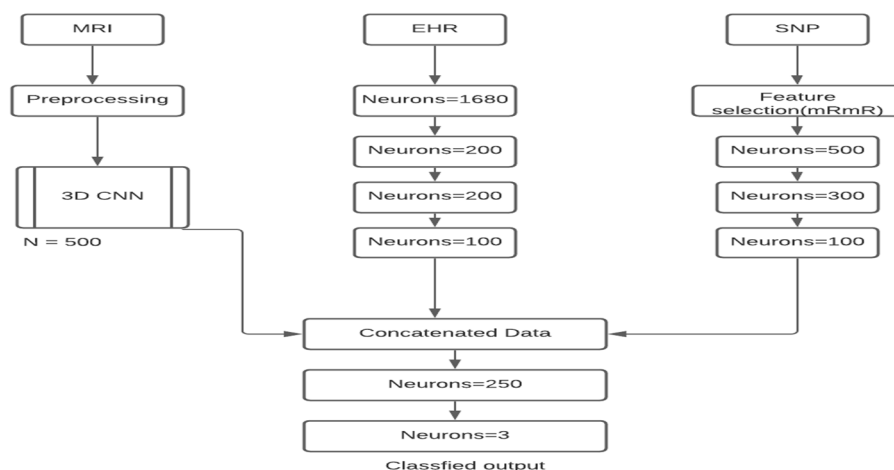 MRI
EHR
SNP
Preprocessing
Neurons=1680
Feature
selection(mRmR)
Neurons=200
Neurons=500
3D CNN
Neurons=200
Neurons=300
N = 500
Neurons=100
Neurons=100
Concatenated Data
Neurons=250
Neurons=3
Classfied output